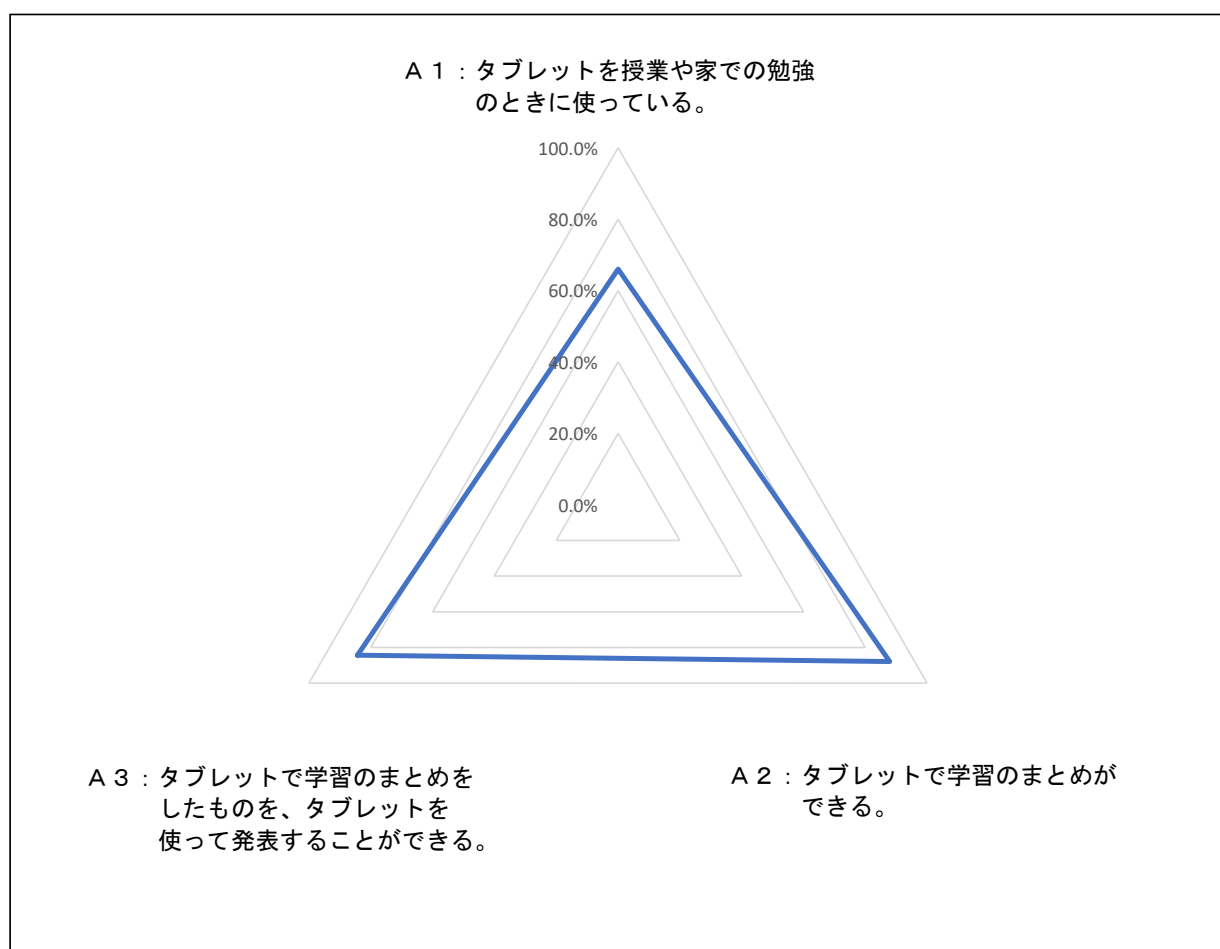 Ａ１：タブレットを授業や家での勉強
のときに使っている。
100.0%
80.0%
60.0%
40.0%
20.0%
0.0%
Ａ３：タブレットで学習のまとめを
したものを、タブレットを
使って発表することができる。
Ａ２：タブレットで学習のまとめが
できる。